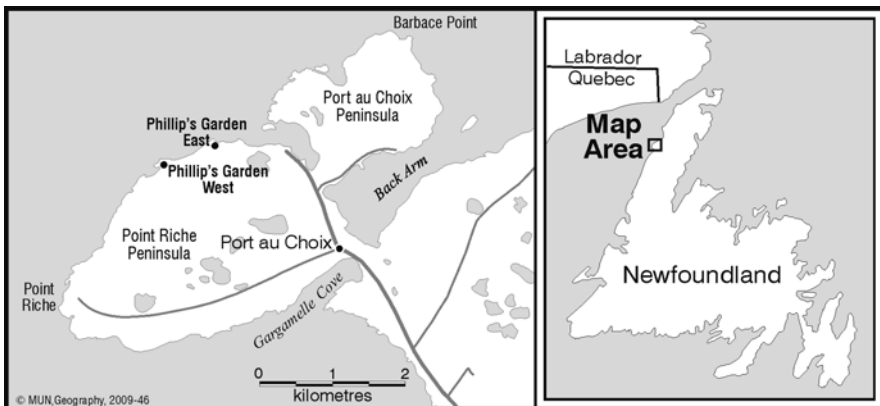 Barbace Point
Port au Choix
Peninsula
Phillip's Garden
East
Phillip's Garden
West
Back Arm
Point Riche
Peninsula
Port au Choix
Point
Riche
Gargamelle Cove
0 1 2
kilometres
© MUN,Geography, 2009-46
Labrador
Quebec
Map
Area
Newfoundland